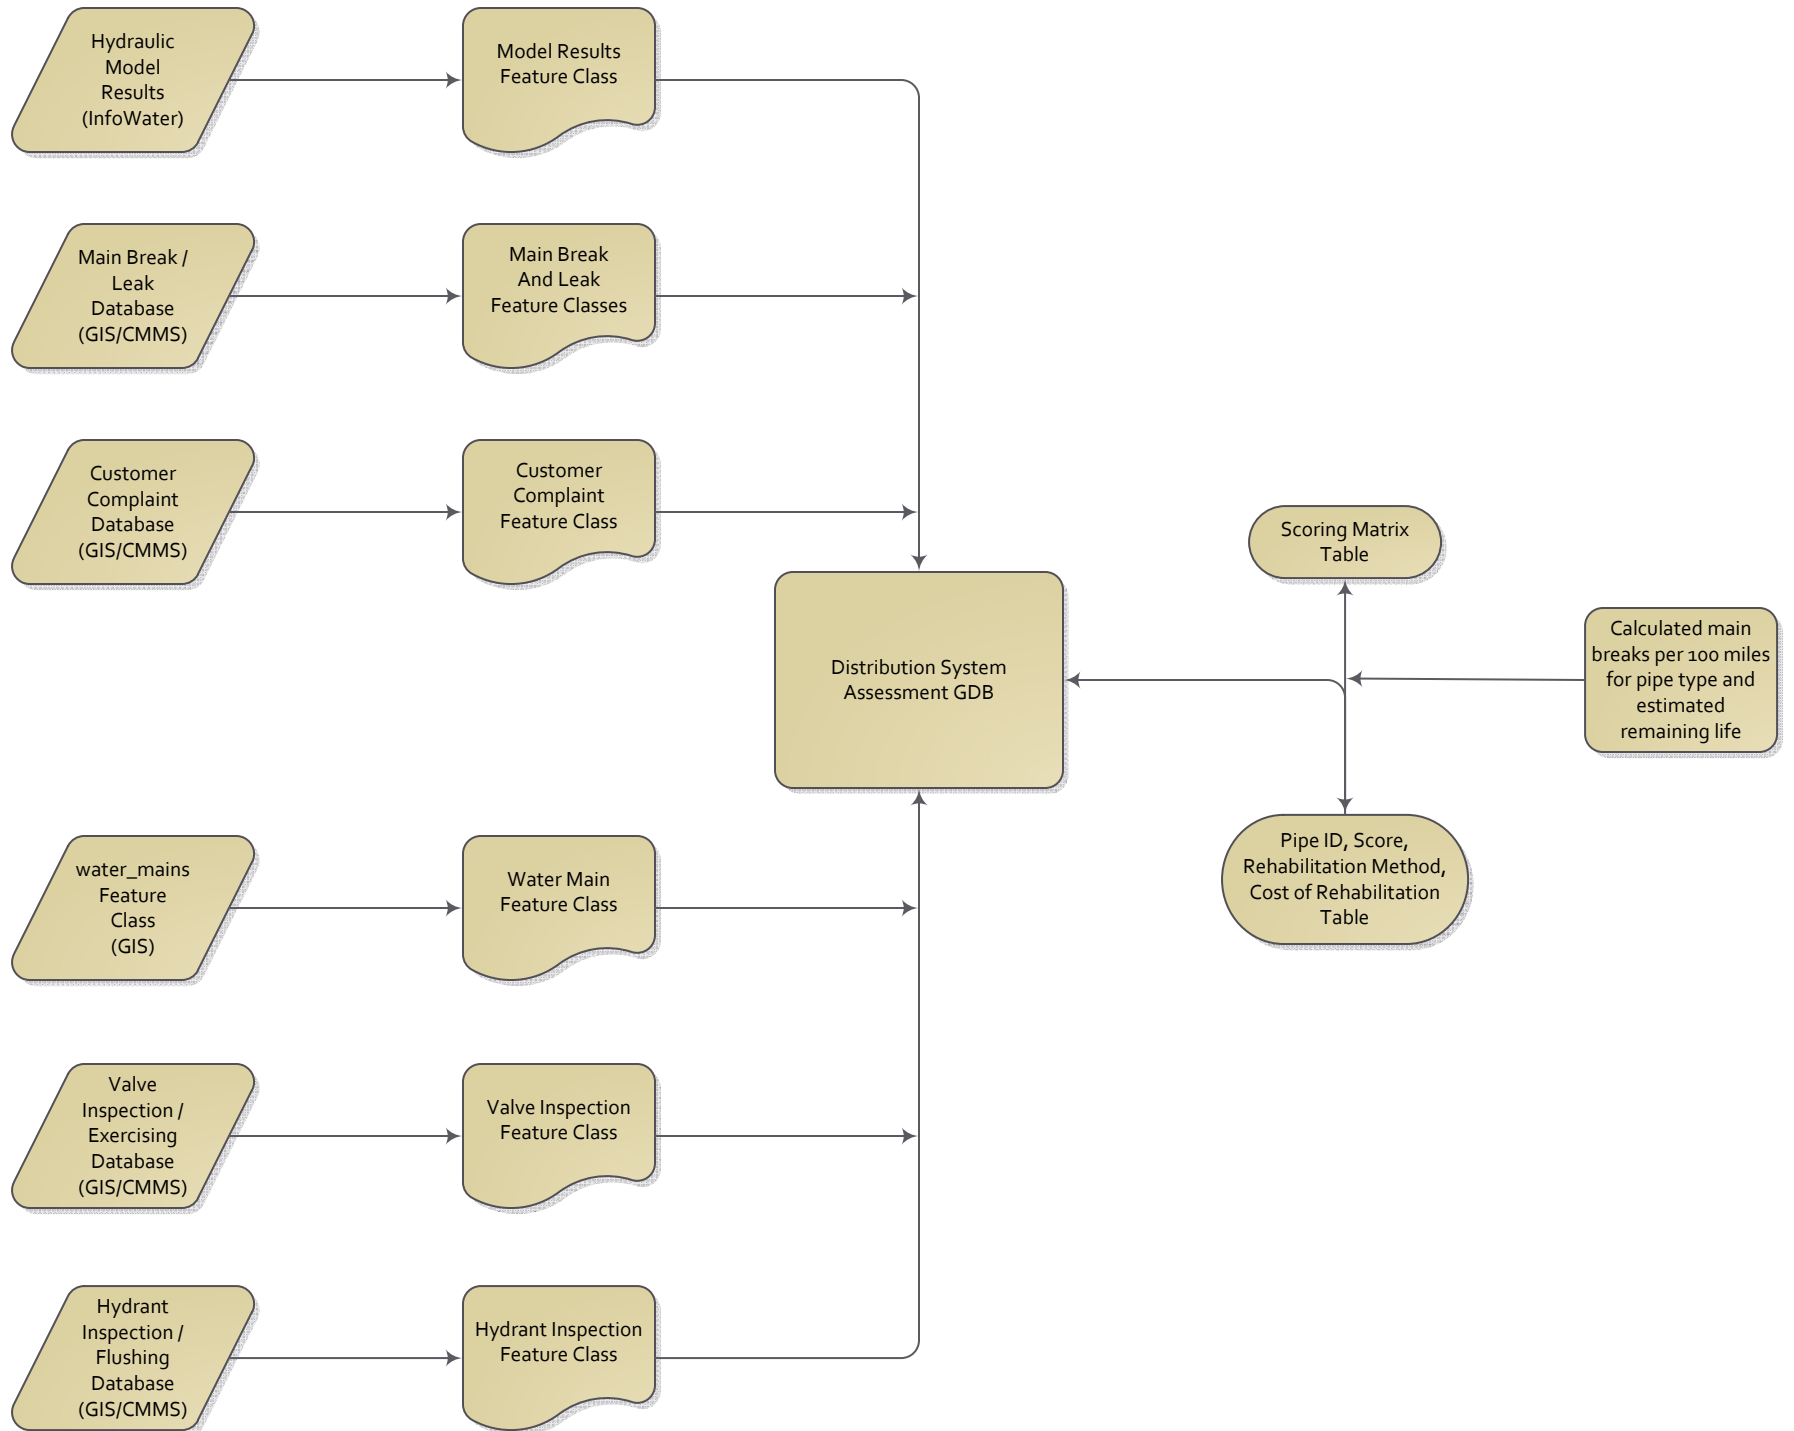 Hydraulic
Model
Results
(InfoWater)
Model Results
Feature Class
Main Break /
Leak
Database
(GIS/CMMS)
Main Break
And Leak
Feature Classes
Customer
Complaint
Database
(GIS/CMMS)
Customer
Complaint
Feature Class
Scoring Matrix
Table
Distribution System
Assessment GDB
Calculated main
breaks per 100 miles
for pipe type and
estimated
remaining life
Pipe ID, Score,
Rehabilitation Method,
Cost of Rehabilitation
Table
water_mains
Feature
Class
(GIS)
Water Main
Feature Class
Valve
Inspection /
Exercising
Database
(GIS/CMMS)
Valve Inspection
Feature Class
Hydrant
Inspection /
Flushing
Database
(GIS/CMMS)
Hydrant Inspection
Feature Class